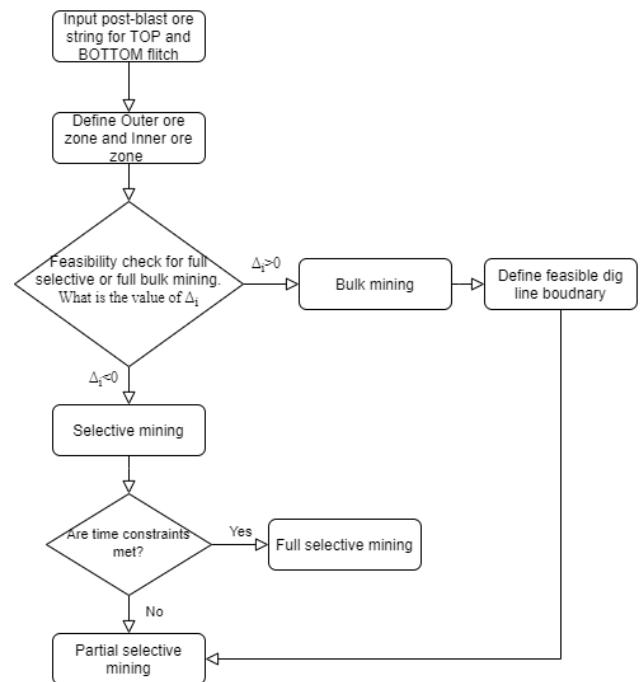 Input post-blast ore
string for TOP and
BOTTOM flitch
Define Outer ore
zone and Inner ore
zone
Feasibility check for full
selective or full bulk mining.
What is the value of Δi
Δi>0
Bulk mining
Define feasible dig
line boudnary
Δi<0
Selective mining
Are time constraints
met?
Yes
Full selective mining
No
Partial selective
mining